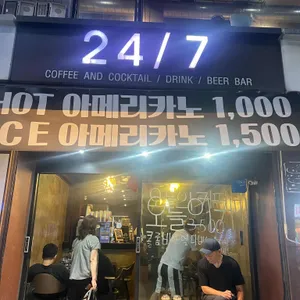 24/7
COFFEE AND COCKTAIL / DRINK / BEER BAR
HOT 아메리카노 1,000
ICE 아메리카노 1,500